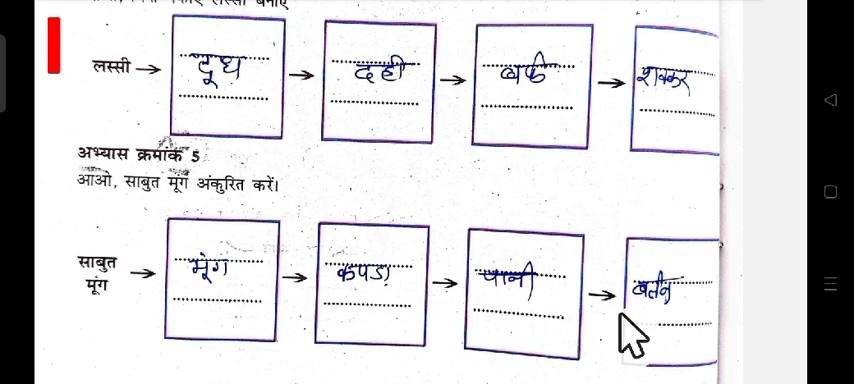 लस्सी → दूध → दही → बर्फ → शक्कर
अभ्यास क्रमांक 5
आओ, साबुत मूंग अंकुरित करें।
साबुत मूंग → मूंग → कपडा → पानी → बर्तन